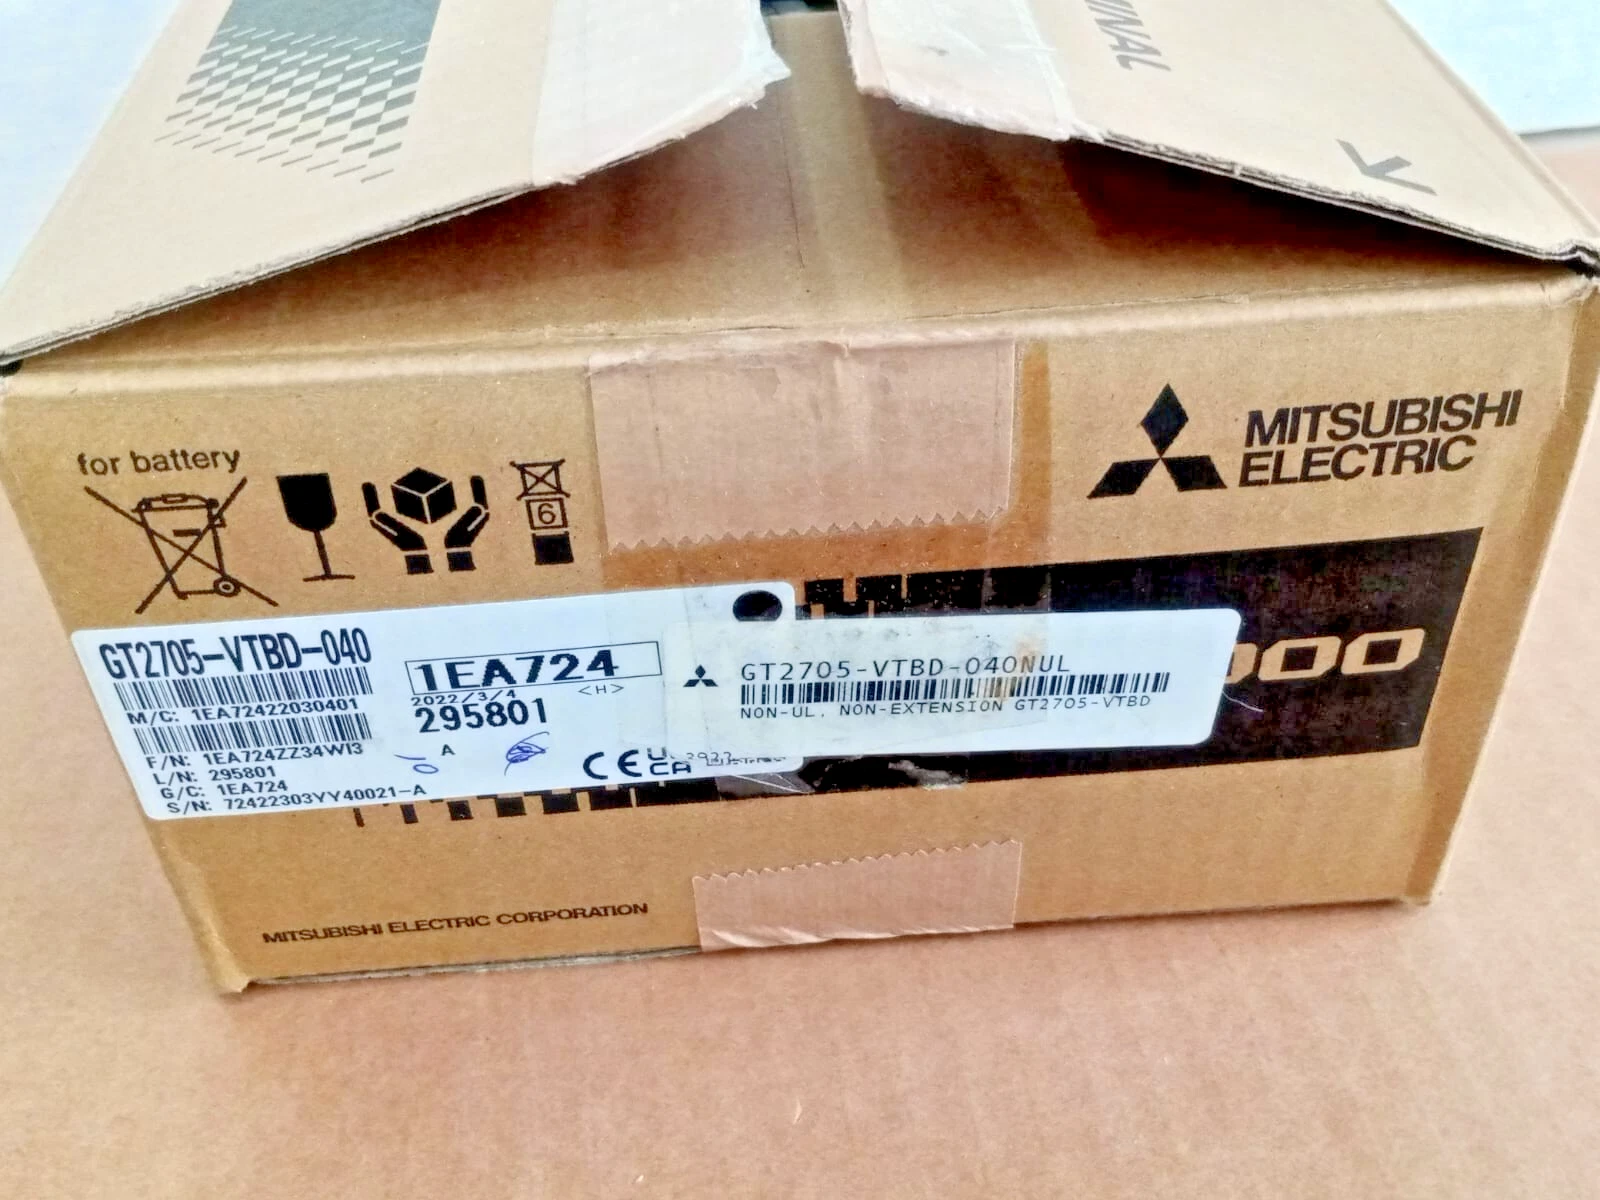 for battery
6
MITSUBISHI
ELECTRIC
GT2705-VTBD-040
M/C: 1EA72422030401
F/N: 1EA724ZZ34WI3
L/N: 295801
G/C: 1EA724
S/N: 72422303YY40021-A
1EA724
2022/3/4 <H>
295801
A
CE
GT2705-VTBD-040NUL
NON-UL, NON-EXTENSION GT2705-VTBD
MITSUBISHI ELECTRIC CORPORATION